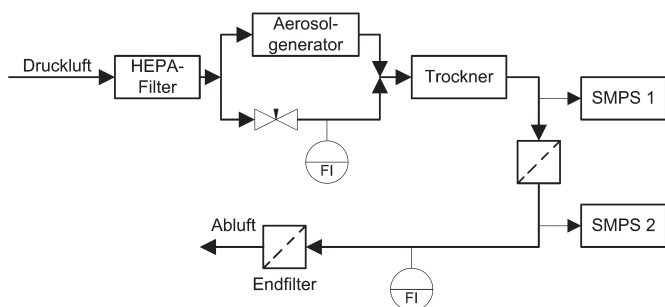 Druckluft
HEPA-
Filter
Aerosol-
generator
FI
Trockner
SMPS 1
SMPS 2
Abluft
Endfilter
FI